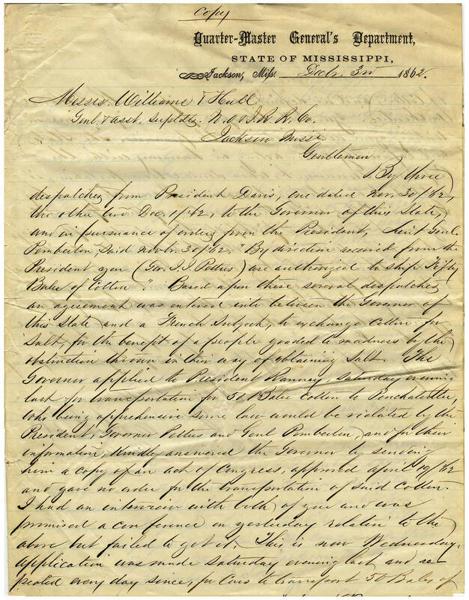 Copy
Quarter-Master General's Department,
STATE OF MISSISSIPPI,
Jackson, Miss. Decbr 3rd 1862.
Messrs. Williams & Hull
Genl & asst. Suptdts. N.O & J. R. R. Co.
Jackson Missi
Gentlemen
By three
despatches from President Davis, one dated Nov. 30/62,
the other two Dec. 1/62, to the Governor of this State,
and in pursuance of orders from the President, Lieut Genl.
Pemberton, said Novbr. 30/62, "By direction received from the
President you (Gov. J. J. Pettus) are authorized to ship Fifty
Bales of Cotton." Based upon these several despatches
an agreement was entered into between the Governor of
this State and a French Subject, to exchange Cotton for
Salt, for the benefit of a people goaded to madness by the
obstruction thrown in their way of obtaining Salt. The
Governor applied to President Ranney Saturday evening
last for transportation for 50 Bales Cotton to Ponchatoula,
who being apprehensive some law would be violated by the
President, Governor Pettus and Genl Pemberton, and for their
information, kindly answered the Governor by sending
him a copy of an act of Congress, approved April 19/62
and gave no order for the transportation of said Cotton.
I had an interview with both of you and was
promised a conference on yesterday relative to the
above but failed to get it. This is now Wednesday,
application was made Saturday evening last and re-
peated every day since, for Cars to transport 50 Bales of